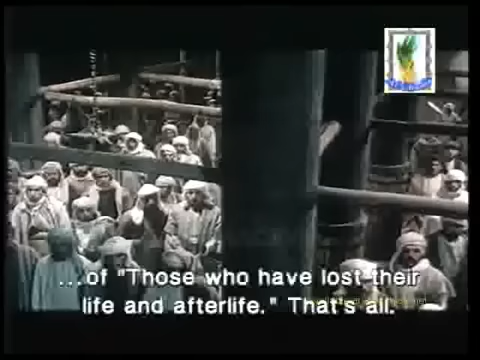 ...of "Those who have lost their
life and afterlife." That's all.